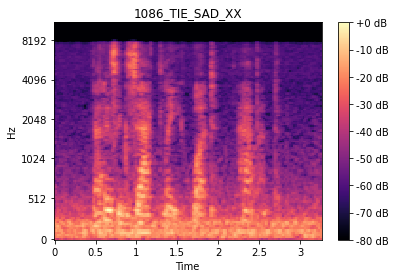 1086_TIE_SAD_XX
+0 dB
8192
-10 dB
4096
-20 dB
-30 dB
2048
-40 dB
Hz
1024
-50 dB
512
-60 dB
-70 dB
0
-80 dB
0 0.5 1 1.5 2 2.5 3
Time